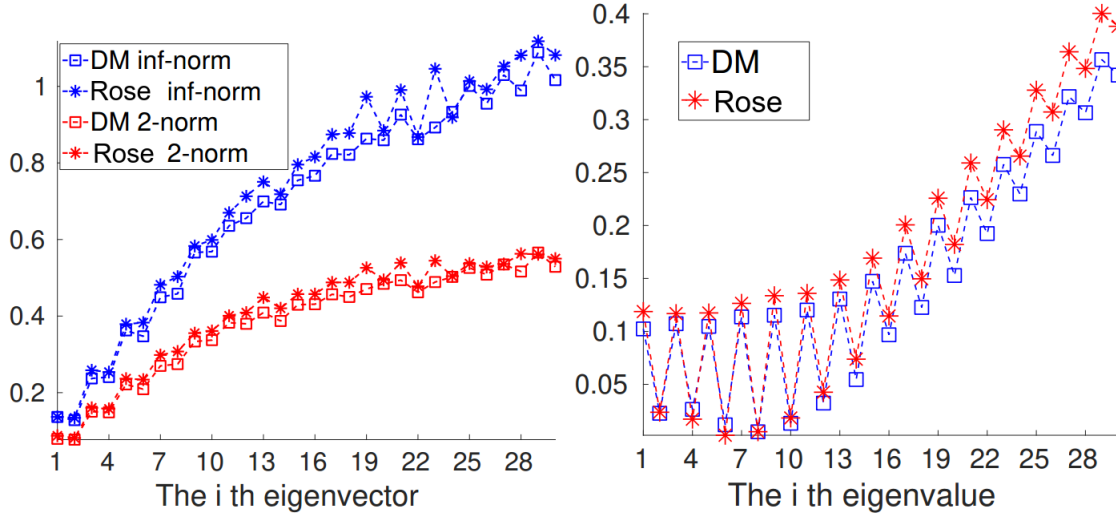 1
0.8
0.6
0.4
0.2
DM inf-norm
Rose inf-norm
DM 2-norm
Rose 2-norm
1 4 7 10 13 16 19 22 25 28
The i th eigenvector
0.4
0.35
0.3
0.25
0.2
0.15
0.1
0.05
DM
Rose
1 4 7 10 13 16 19 22 25 28
The i th eigenvalue